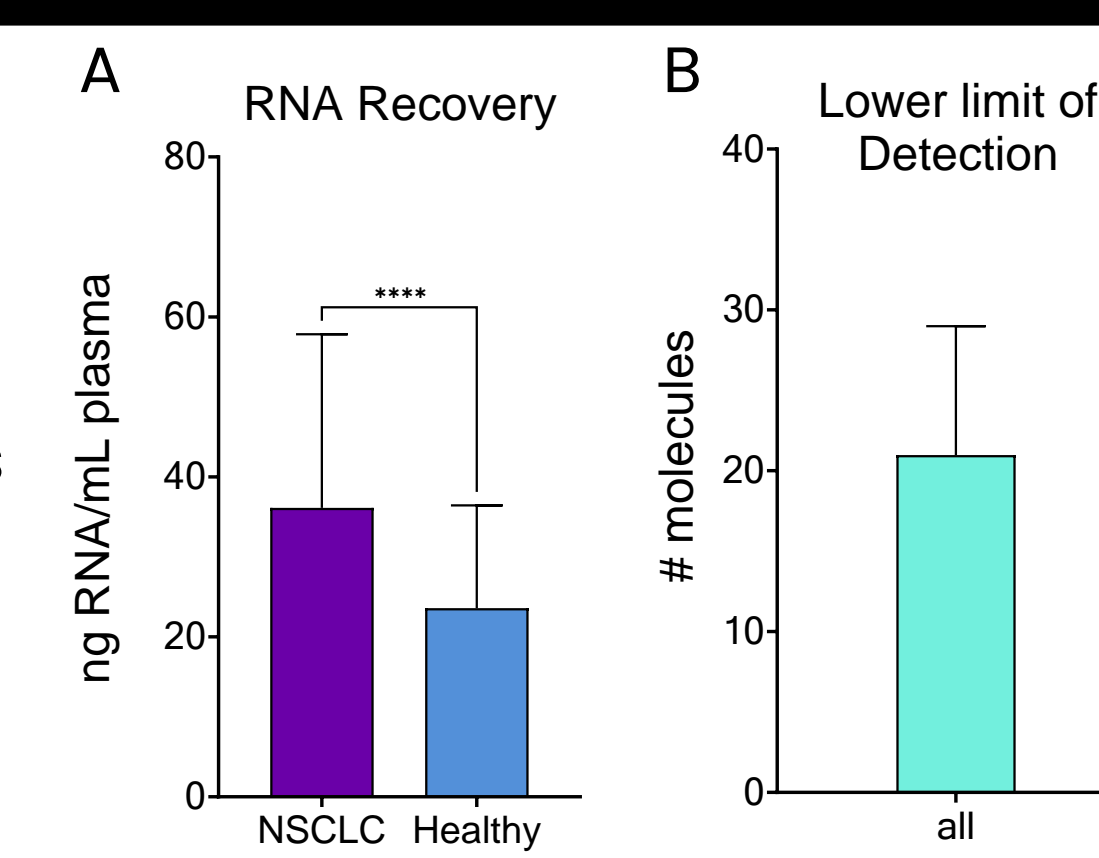 A
RNA Recovery
ng RNA/mL plasma
80
60
40
20
0
****
NSCLC Healthy
B
Lower limit of
Detection
# molecules
40
30
20
10
0
all